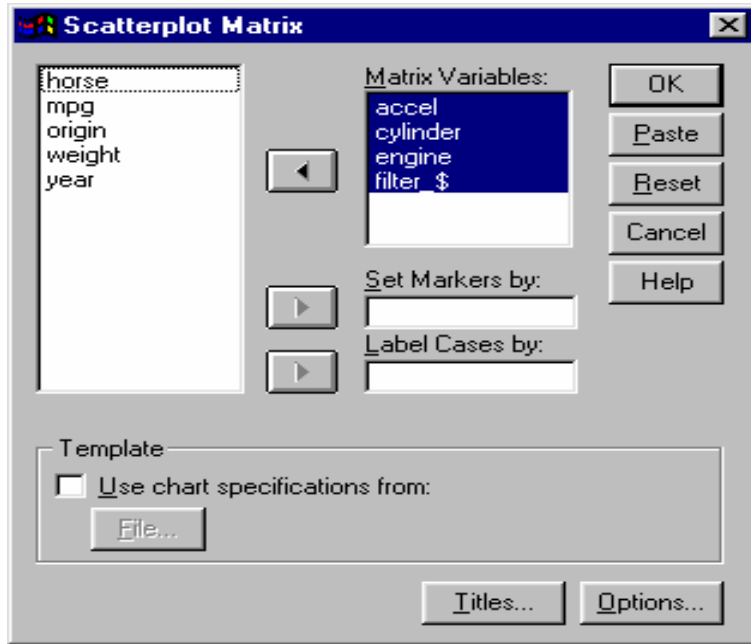 Scatterplot Matrix
horse
mpg
origin
weight
year
Matrix Variables:
accel
cylinder
engine
filter_$
Set Markers by:
Label Cases by:
OK
Paste
Reset
Cancel
Help
Template
Use chart specifications from:
File...
Titles...
Options...